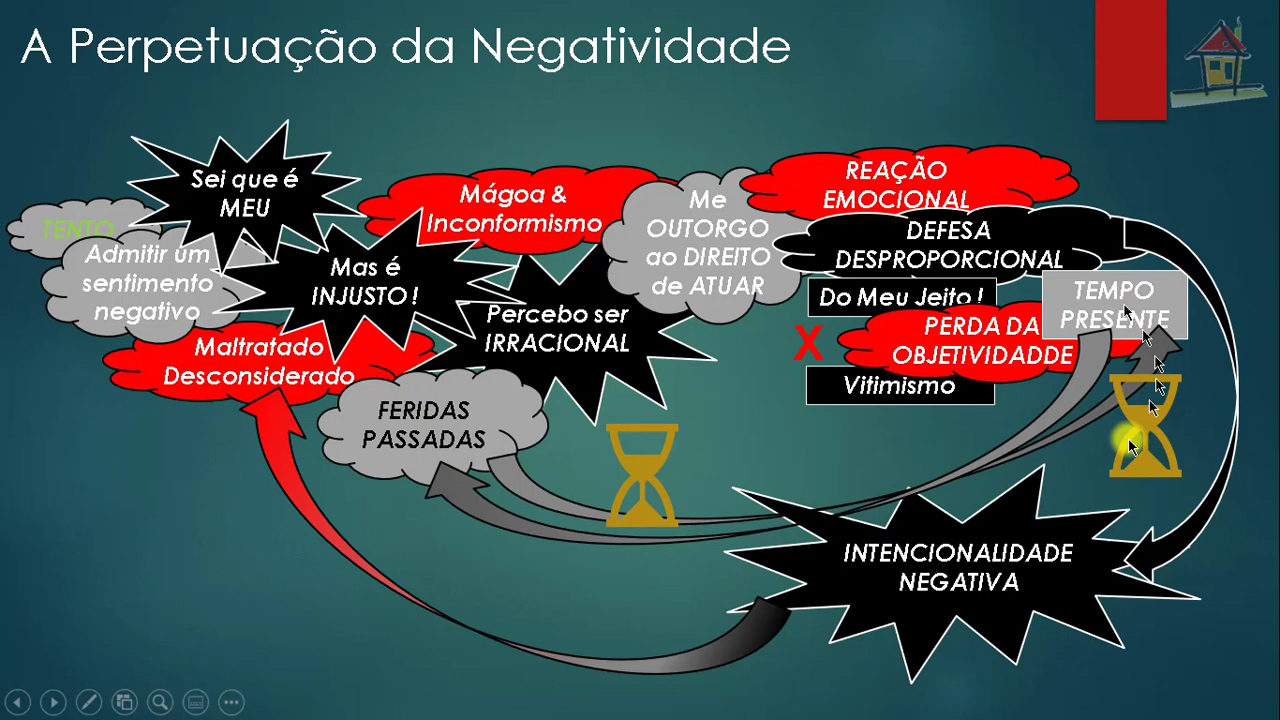 A Perpetuação da Negatividade
Sei que é
MEU
TENTO
Admitir um
sentimento
negativo
Mas é
INJUSTO !
Maltratado
Desconsiderado
Mágoa &
Inconformismo
Percebo ser
IRRACIONAL
FERIDAS
PASSADAS
Me
OUTORGO
ao DIREITO
de ATUAR
REAÇÃO
EMOCIONAL
DEFESA
DESPROPORCIONAL
Do Meu Jeito !
X
PERDA DA
OBJETIVIDADDE
Vitimismo
TEMPO
PRESENTE
INTENCIONALIDADE
NEGATIVA